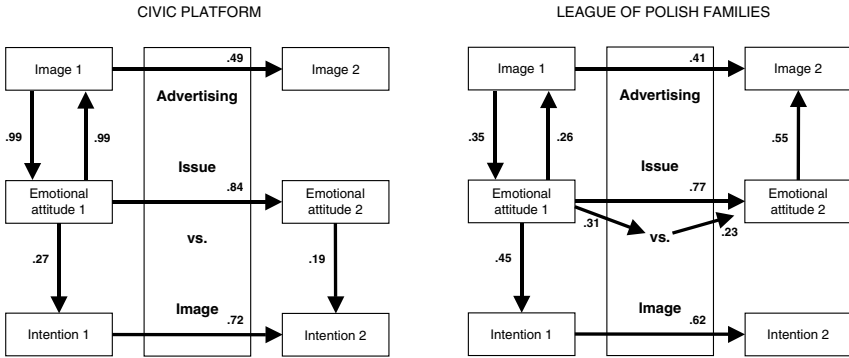 CIVIC PLATFORM
Image 1
.49
Image 2
Advertising
.99
.99
Issue
Emotional
attitude 1
.84
Emotional
attitude 2
vs.
.27
.19
Image
.72
Intention 1
Intention 2
LEAGUE OF POLISH FAMILIES
Image 1
.41
Image 2
Advertising
.35
.26
.55
Issue
Emotional
attitude 1
.77
Emotional
attitude 2
.31
vs.
.23
.45
Image
.62
Intention 1
Intention 2